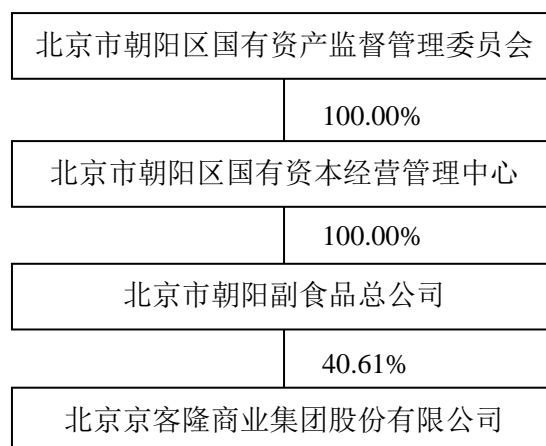 北京市朝阳区国有资产监督管理委员会
100.00%
北京市朝阳区国有资本经营管理中心
100.00%
北京市朝阳副食品总公司
40.61%
北京京客隆商业集团股份有限公司